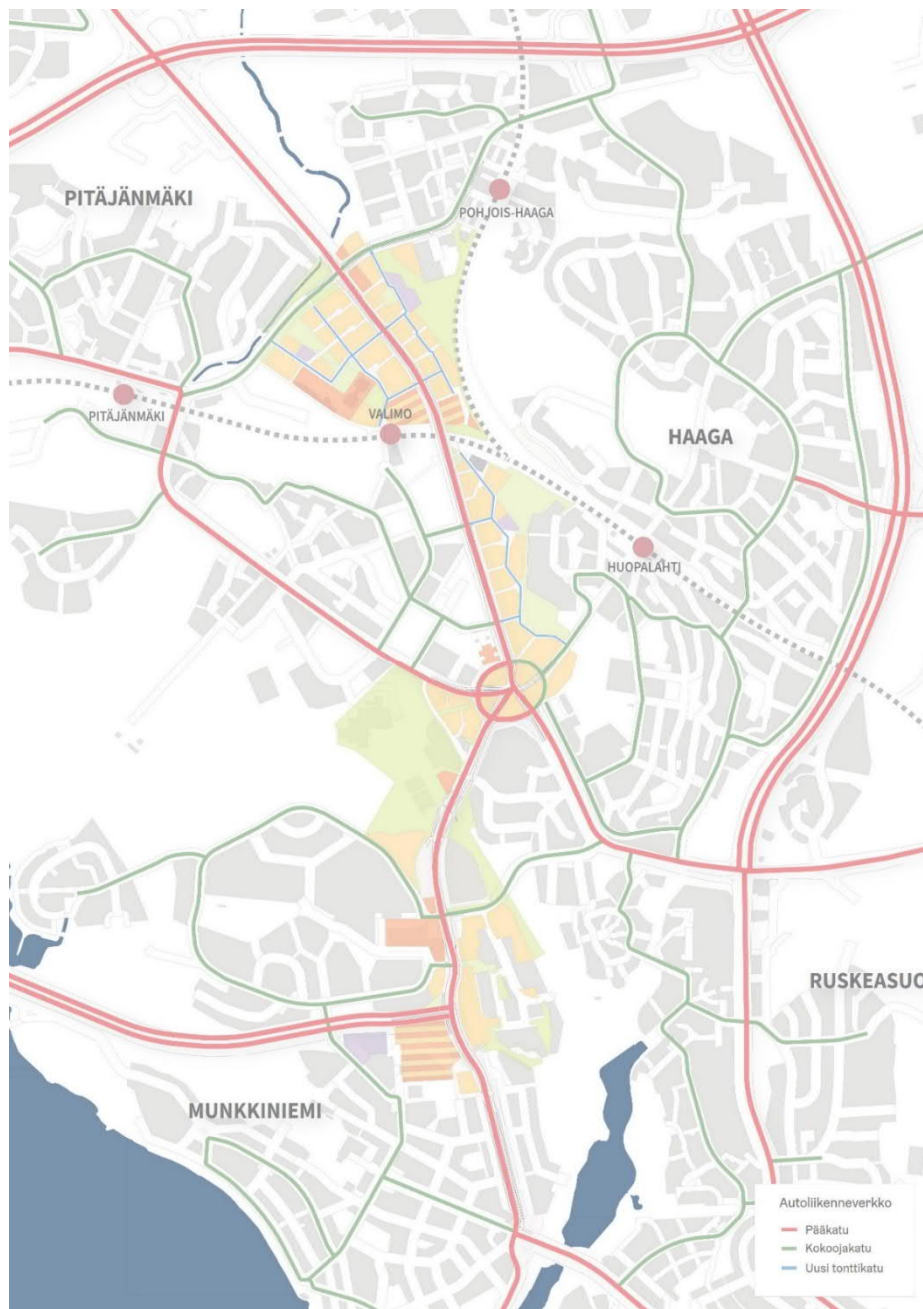 PITÄJÄNMÄKI
POHJOIS-HAAGA
PITÄJÄNMÄKI
VALIMO
HAAGA
HUOPALAHTI
RUSKEASUO
MUNKKINIEMI
Autoliikenneverkko
Pääkatu
Kokoojakatu
Uusi tonttikatu